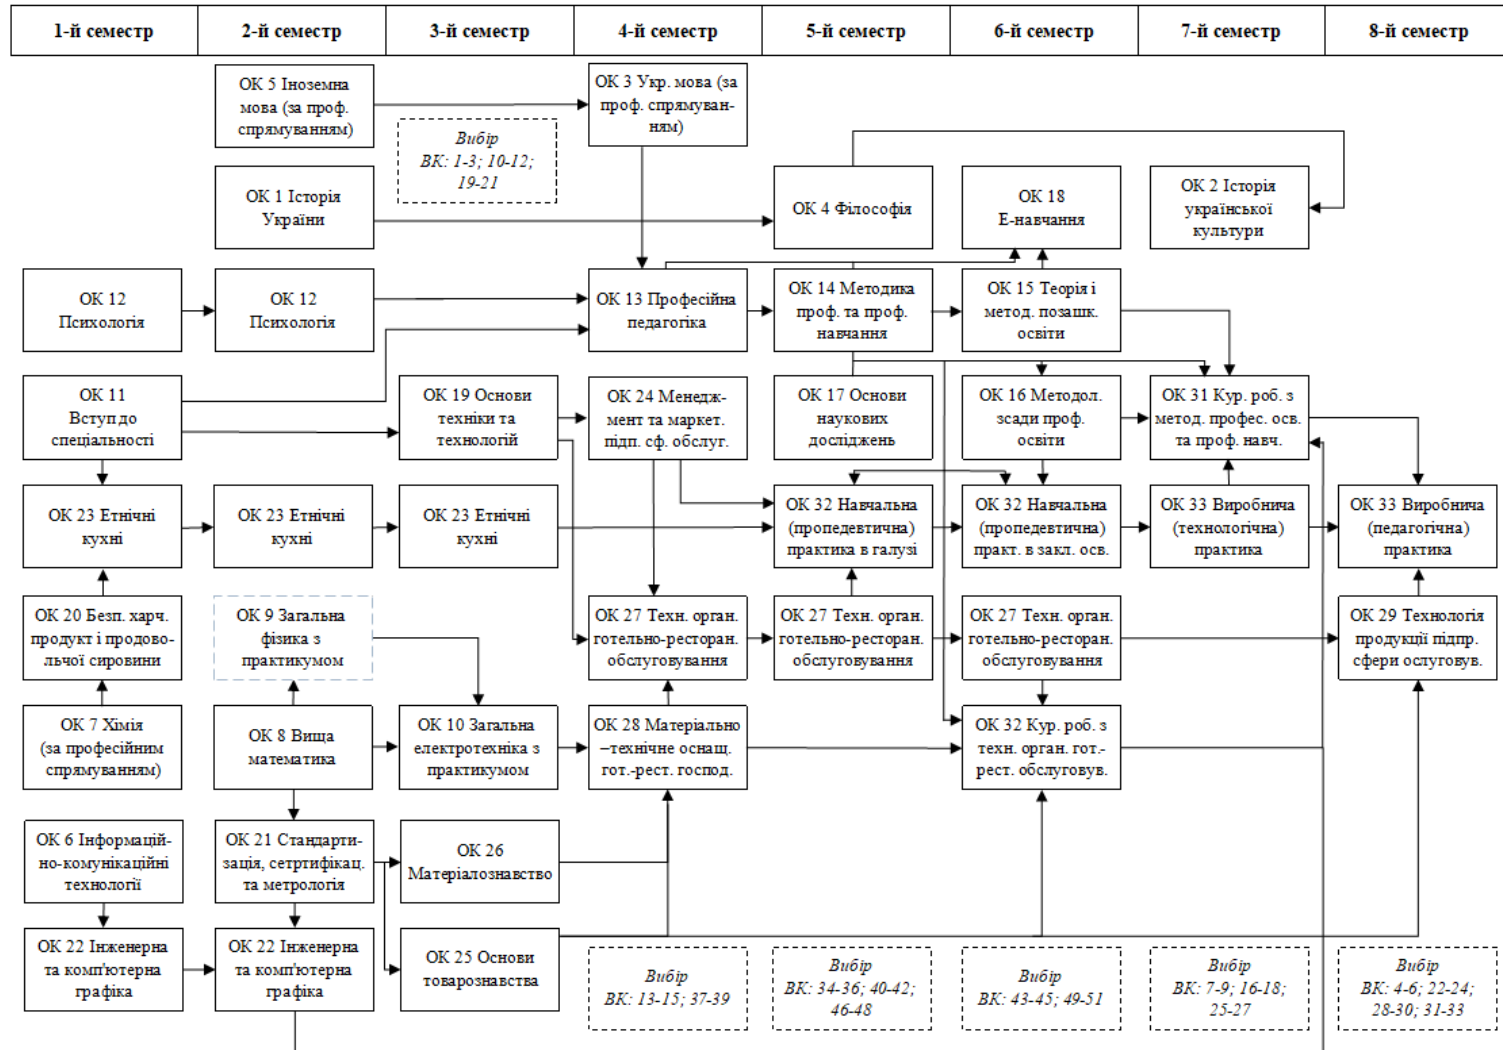 1-й семестр
2-й семестр
3-й семестр
4-й семестр
5-й семестр
6-й семестр
7-й семестр
8-й семестр
ОК 5 Іноземна
мова (за проф.
спрямуванням)
ОК 3 Укр. мова (за
проф. спрямуван-
ням)
Вибір
ВК: 1-3; 10-12;
19-21
ОК 1 Історія
України
ОК 4 Філософія
ОК 18
Е-навчання
ОК 2 Історія
української
культури
ОК 12
Психологія
ОК 12
Психологія
ОК 13 Професійна
педагогіка
ОК 14 Методика
проф. та проф.
навчання
ОК 15 Теорія і
метод. позашк.
освіти
ОК 11
Вступ до
спеціальності
ОК 19 Основи
техніки та
технологій
ОК 24 Менедж-
мент та маркет.
підп. сф. обслуг.
ОК 17 Основи
наукових
досліджень
ОК 16 Методол.
зсади проф.
освіти
ОК 31 Кур. роб. з
метод. профес. осв.
та проф. навч.
ОК 23 Етнічні
кухні
ОК 23 Етнічні
кухні
ОК 23 Етнічні
кухні
ОК 32 Навчальна
(пропедевтична)
практика в галузі
ОК 32 Навчальна
(пропедевтична)
практ. в закл. осв.
ОК 33 Виробнича
(технологічна)
практика
ОК 33 Виробнича
(педагогічна)
практика
ОК 20 Безп. харч.
продукт і продово-
льчої сировини
ОК 9 Загальна
фізика з
практикумом
ОК 27 Техн. орган.
готельно-ресторан.
обслуговування
ОК 27 Техн. орган.
готельно-ресторан.
обслуговування
ОК 27 Техн. орган.
готельно-ресторан.
обслуговування
ОК 29 Технологія
продукції підпр.
сфери ослуговув.
ОК 7 Хімія
(за професійним
спрямуванням)
ОК 8 Вища
математика
ОК 10 Загальна
електротехніка з
практикумом
ОК 28 Матеріально
–технічне оснащ.
гот.-рест. господ.
ОК 32 Кур. роб. з
техн. орган. гот.-
рест. обслуговув.
ОК 6 Інформацій-
но-комунікаційні
технології
ОК 21 Стандарти-
зація, сетртифікац.
та метрологія
ОК 26
Матеріалознавство
ОК 22 Інженерна
та комп'ютерна
графіка
ОК 22 Інженерна
та комп'ютерна
графіка
ОК 25 Основи
товарознавства
Вибір
ВК: 13-15; 37-39
Вибір
ВК: 34-36; 40-42;
46-48
Вибір
ВК: 43-45; 49-51
Вибір
ВК: 7-9; 16-18;
25-27
Вибір
ВК: 4-6; 22-24;
28-30; 31-33